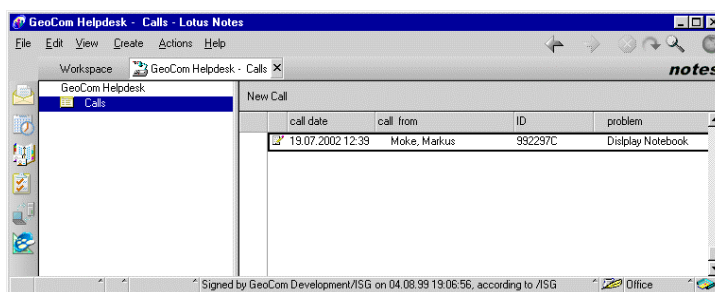 GeoCom Helpdesk - Calls - Lotus Notes
File Edit View Create Actions Help
Workspace GeoCom Helpdesk - Calls
notes
GeoCom Helpdesk
Calls
New Call
call date call from ID problem
19.07.2002 12:39 Moke, Markus 992297C Dislplay Notebook
Signed by GeoCom Development/ISG on 04.08.99 19:06:56, according to /ISG Office